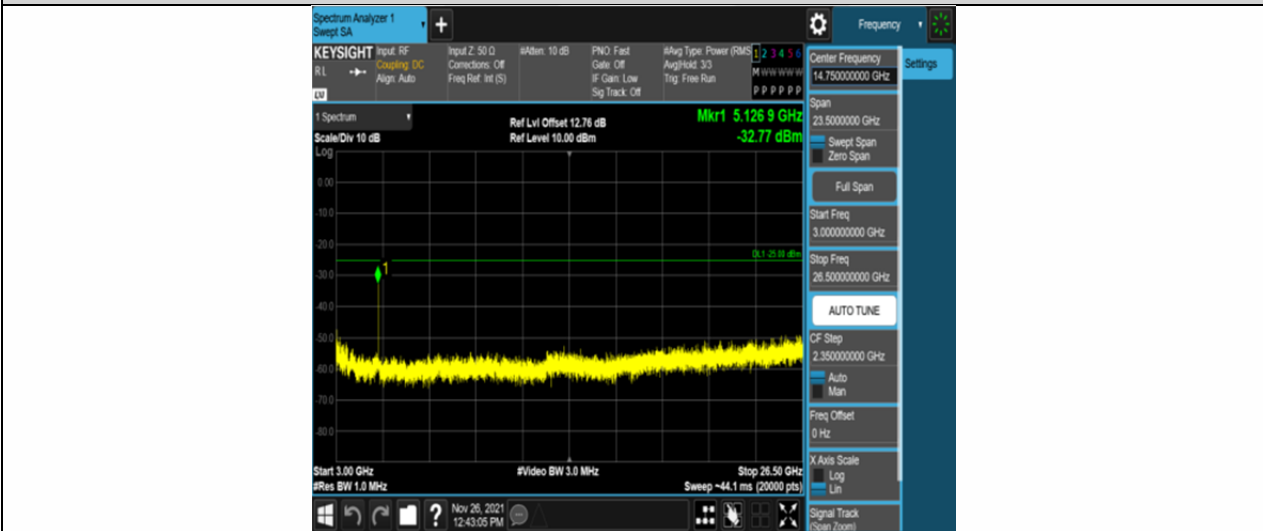 Spectrum Analyzer 1
Swept SA
+
Frequency
KEYSIGHT
RL
LXI
Input: RF
Coupling: DC
Align: Auto
Input Z: 50 Ω
Corrections: Off
Freq Ref: Int (S)
#Atten: 10 dB
PNO: Fast
Gate: Off
IF Gain: Low
Sig Track: Off
#Avg Type: Power (RMS
Avg|Hold: 3/3
Trig: Free Run
1 2 3 4 5 6
M W W W W W
P P P P P P
1 Spectrum
Scale/Div 10 dB
Log
Ref Lvl Offset 12.76 dB
Ref Level 10.00 dBm
Mkr1 5.126 9 GHz
-32.77 dBm
0.00
-10.0
-20.0
DL1 -25.00 dBm
1
-30.0
-40.0
-50.0
-60.0
-70.0
-80.0
Start 3.00 GHz
#Res BW 1.0 MHz
#Video BW 3.0 MHz
Stop 26.50 GHz
Sweep ~44.1 ms (20000 pts)
?
Nov 26, 2021
12:43:05 PM
Center Frequency
14.750000000 GHz
Span
23.5000000 GHz
Swept Span
Zero Span
Full Span
Start Freq
3.000000000 GHz
Stop Freq
26.500000000 GHz
AUTO TUNE
CF Step
2.350000000 GHz
Auto
Man
Freq Offset
0 Hz
X Axis Scale
Log
Lin
Signal Track
(Span Zoom)
Settings